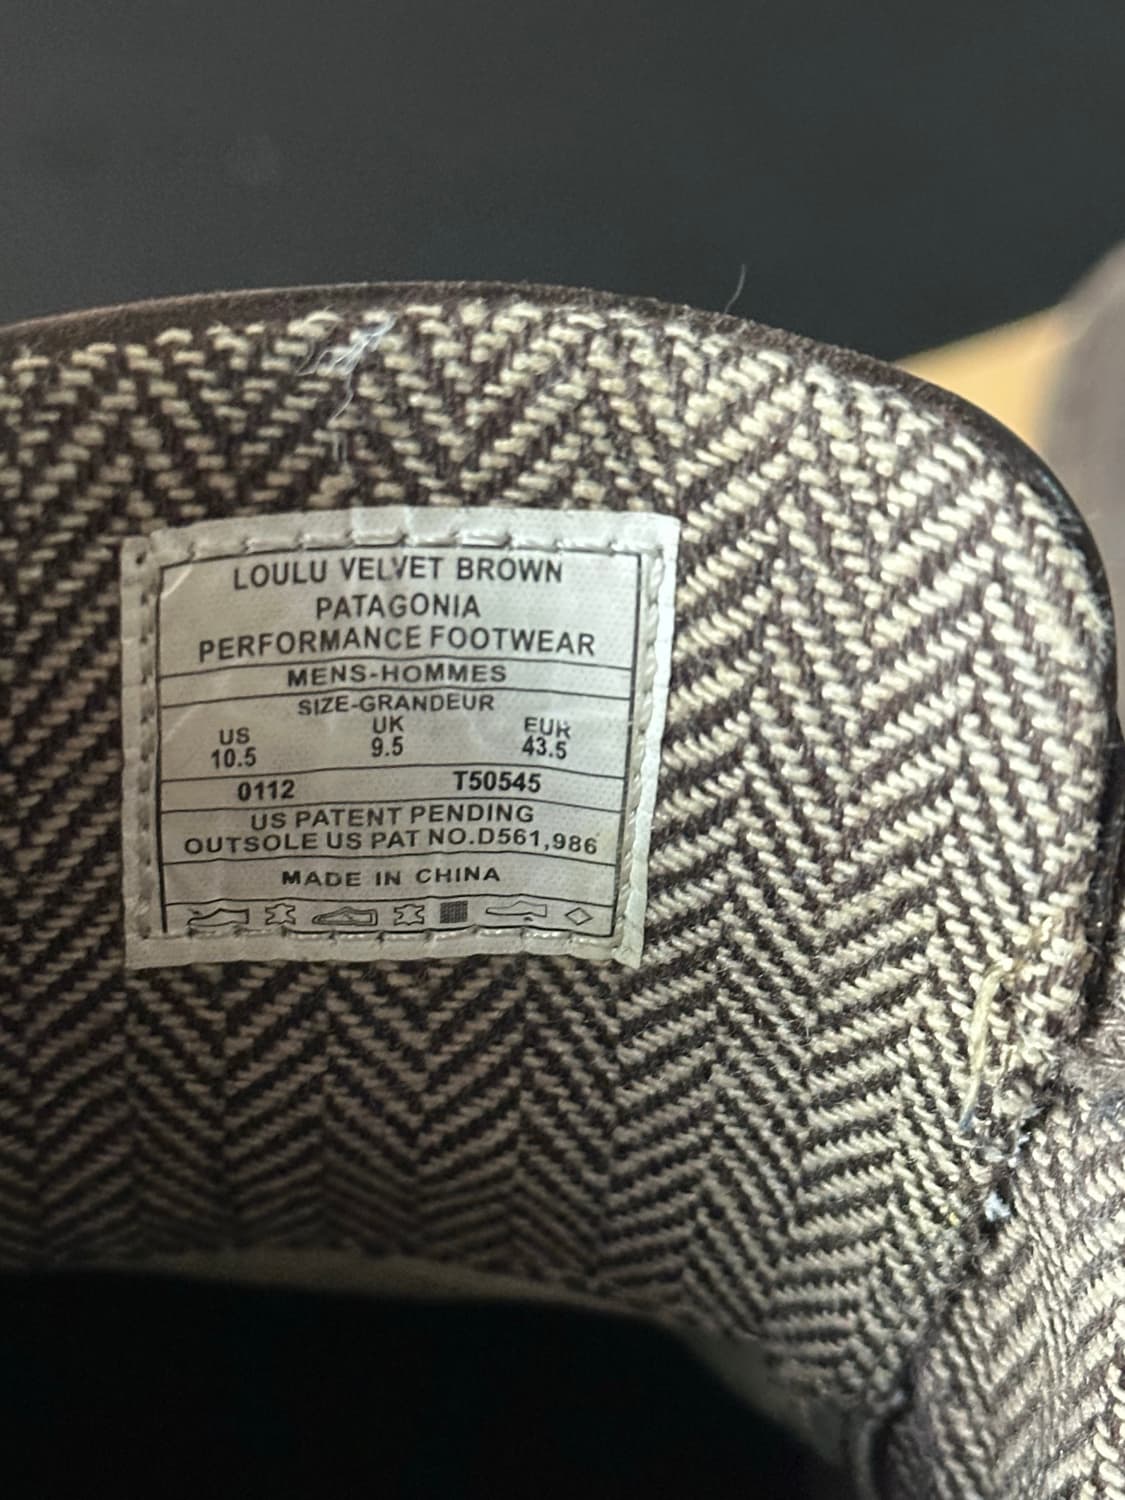 LOULU VELVET BROWN
PATAGONIA
PERFORMANCE FOOTWEAR
MENS-HOMMES
SIZE-GRANDEUR
US UK EUR
10.5 9.5 43.5
0112 T50545
US PATENT PENDING
OUTSOLE US PAT NO.D561,986
MADE IN CHINA